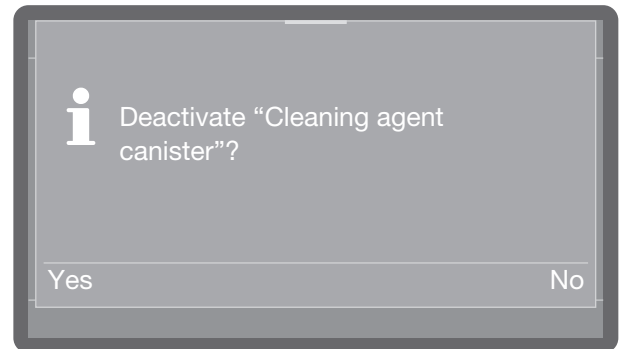 Deactivate “Cleaning agent
canister”?
Yes
No